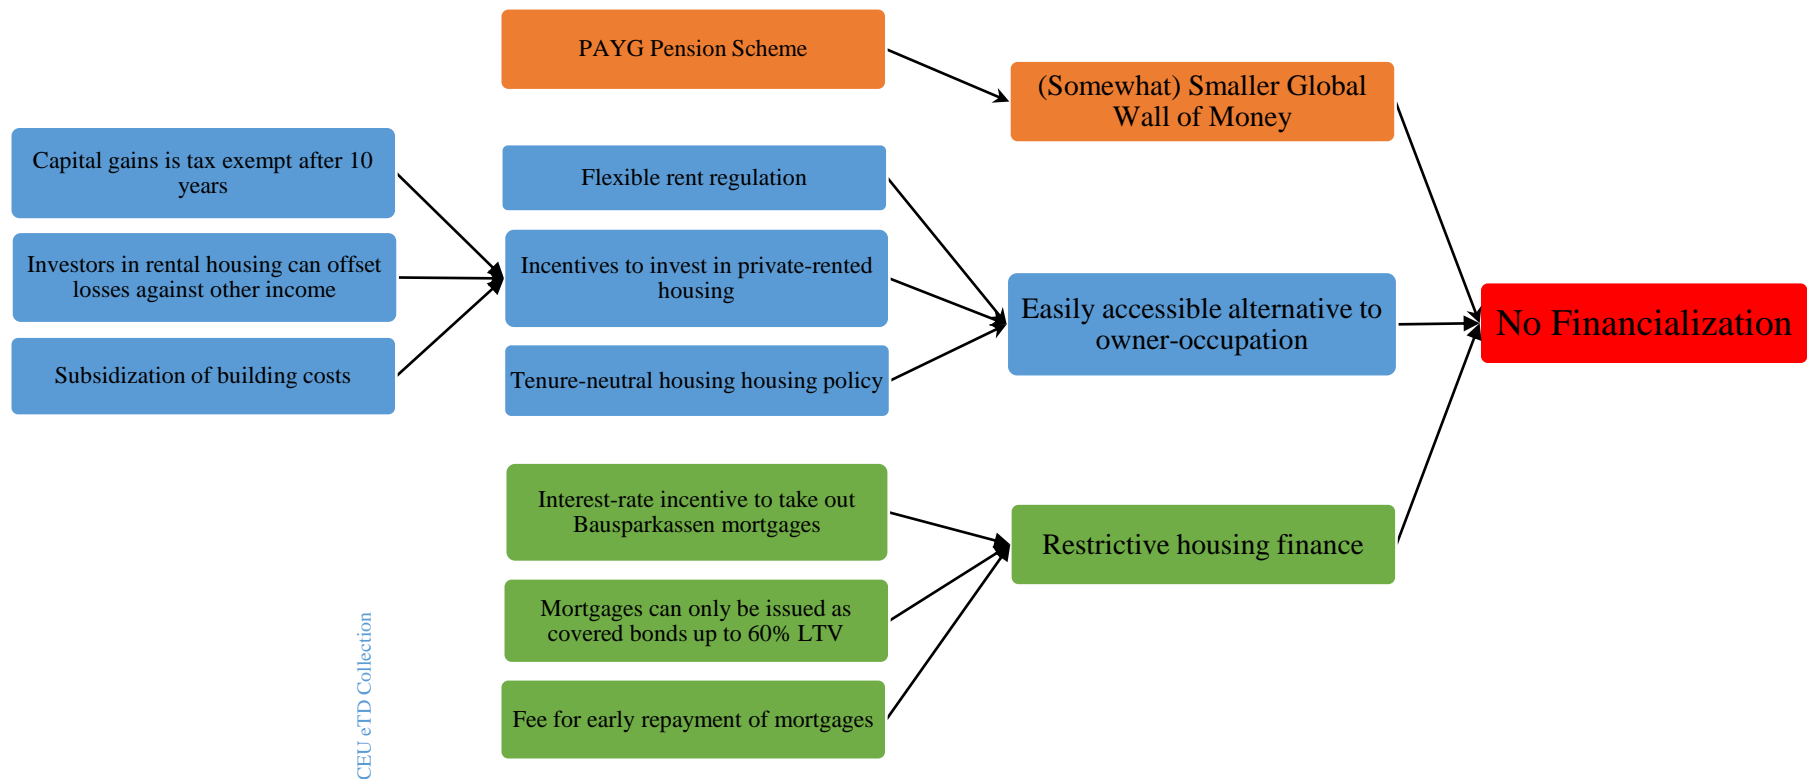 PAYG Pension Scheme
(Somewhat) Smaller Global
Wall of Money
Capital gains is tax exempt after 10
years
Flexible rent regulation
Investors in rental housing can offset
losses against other income
Incentives to invest in private-rented
housing
Easily accessible alternative to
owner-occupation
No Financialization
Subsidization of building costs
Tenure-neutral housing housing policy
Interest-rate incentive to take out
Bausparkassen mortgages
Restrictive housing finance
Mortgages can only be issued as
covered bonds up to 60% LTV
Fee for early repayment of mortgages
CEU eTD Collection